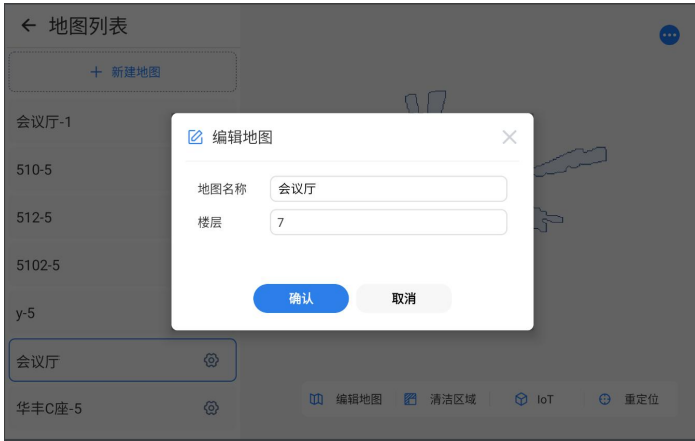 地图列表
新建地图
会议厅-1
510-5
512-5
5102-5
y-5
会议厅
华丰C座-5
编辑地图
地图名称 会议厅
楼层 7
确认 取消
编辑地图 清洁区域 IoT 重定位